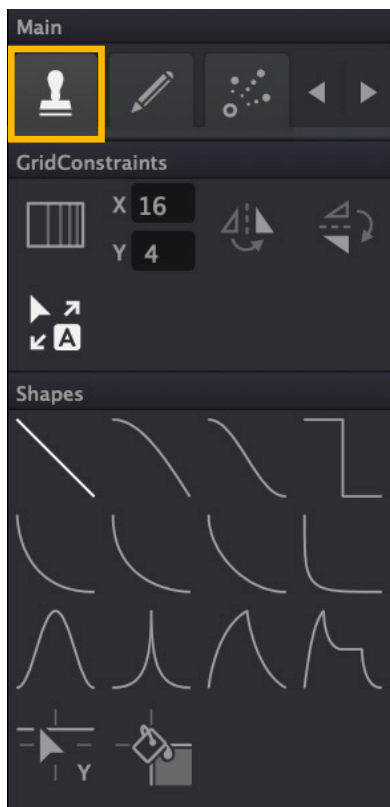 Main
GridConstraints
X 16
Y 4
A
Shapes
Y